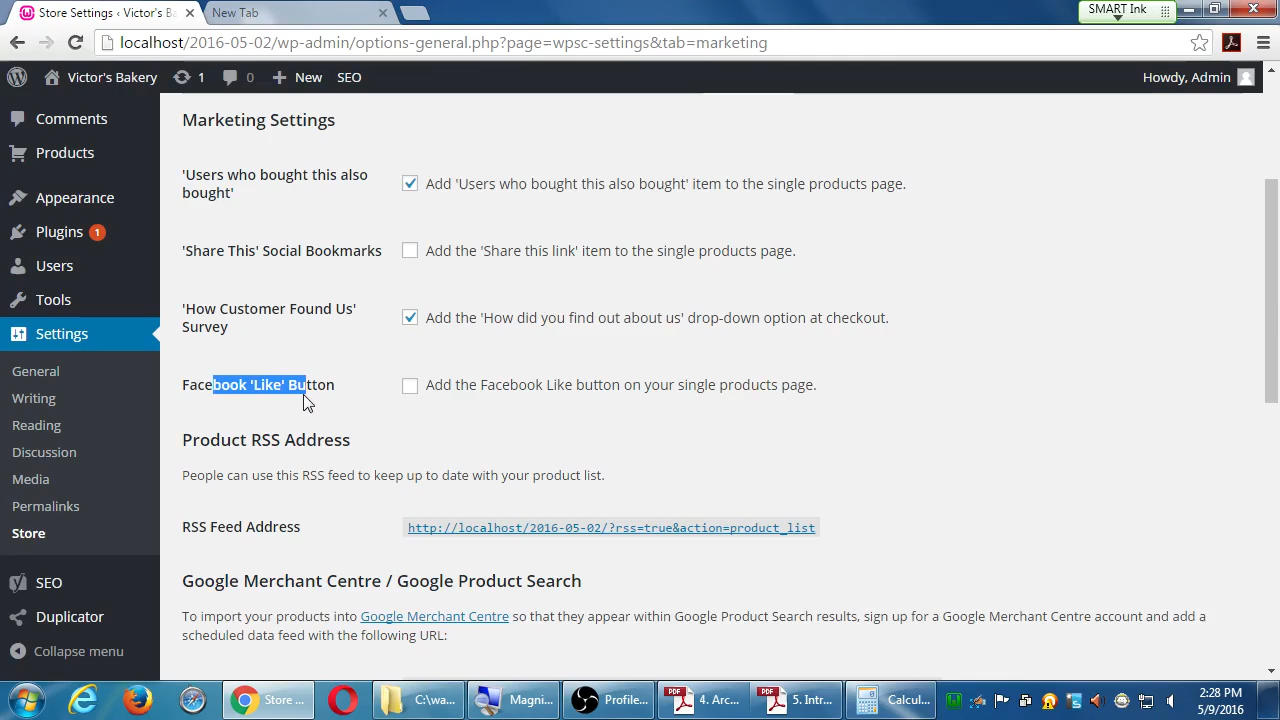 Store Settings ‹ Victor's Ba
New Tab
SMART Ink
localhost/2016-05-02/wp-admin/options-general.php?page=wpsc-settings&tab=marketing
Victor's Bakery 1 0 New SEO Howdy, Admin
Comments
Products
Appearance
Plugins 1
Users
Tools
Settings
General
Writing
Reading
Discussion
Media
Permalinks
Store
SEO
Duplicator
Collapse menu
Marketing Settings
'Users who bought this also
bought'
Add 'Users who bought this also bought' item to the single products page.
'Share This' Social Bookmarks
Add the 'Share this link' item to the single products page.
'How Customer Found Us'
Survey
Add the 'How did you find out about us' drop-down option at checkout.
Facebook 'Like' Button
Add the Facebook Like button on your single products page.
Product RSS Address
People can use this RSS feed to keep up to date with your product list.
RSS Feed Address
http://localhost/2016-05-02/?rss=true&action=product_list
Google Merchant Centre / Google Product Search
To import your products into Google Merchant Centre so that they appear within Google Product Search results, sign up for a Google Merchant Centre account and add a
scheduled data feed with the following URL:
Store ...
C:\wa...
Magni...
Profile...
4. Arc...
5. Intr...
Calcul...
2:28 PM
5/9/2016